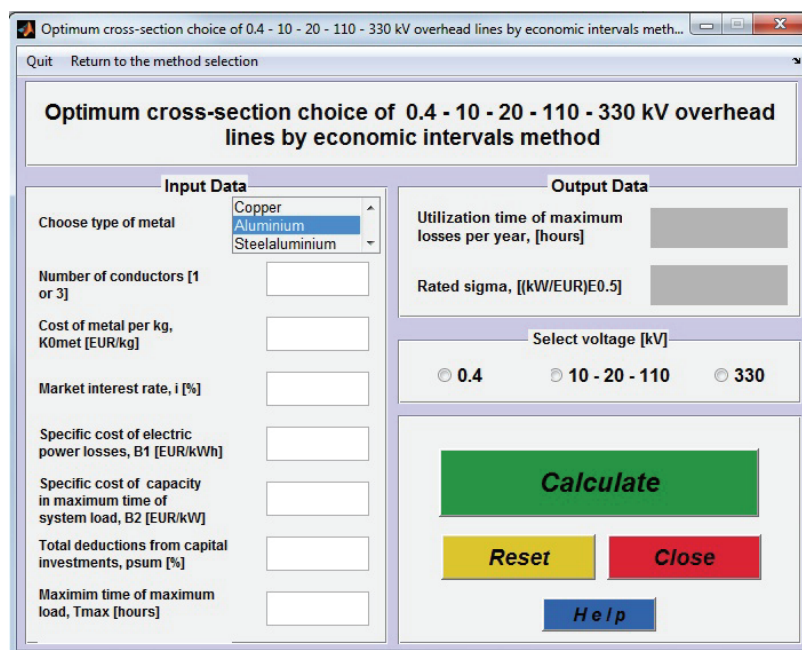 Optimum cross-section choice of 0.4 - 10 - 20 - 110 - 330 kV overhead lines by economic intervals meth...
Quit Return to the method selection
Optimum cross-section choice of 0.4 - 10 - 20 - 110 - 330 kV overhead
lines by economic intervals method
Input Data
Choose type of metal
Copper
Aluminium
Steelaluminium
Number of conductors [1
or 3]
Cost of metal per kg,
K0met [EUR/kg]
Market interest rate, i [%]
Specific cost of electric
power losses, B1 [EUR/kWh]
Specific cost of capacity
in maximum time of
system load, B2 [EUR/kW]
Total deductions from capital
investments, psum [%]
Maximim time of maximum
load, Tmax [hours]
Output Data
Utilization time of maximum
losses per year, [hours]
Rated sigma, [(kW/EUR)E0.5]
Select voltage [kV]
0.4 10 - 20 - 110 330
Calculate
Reset Close
Help